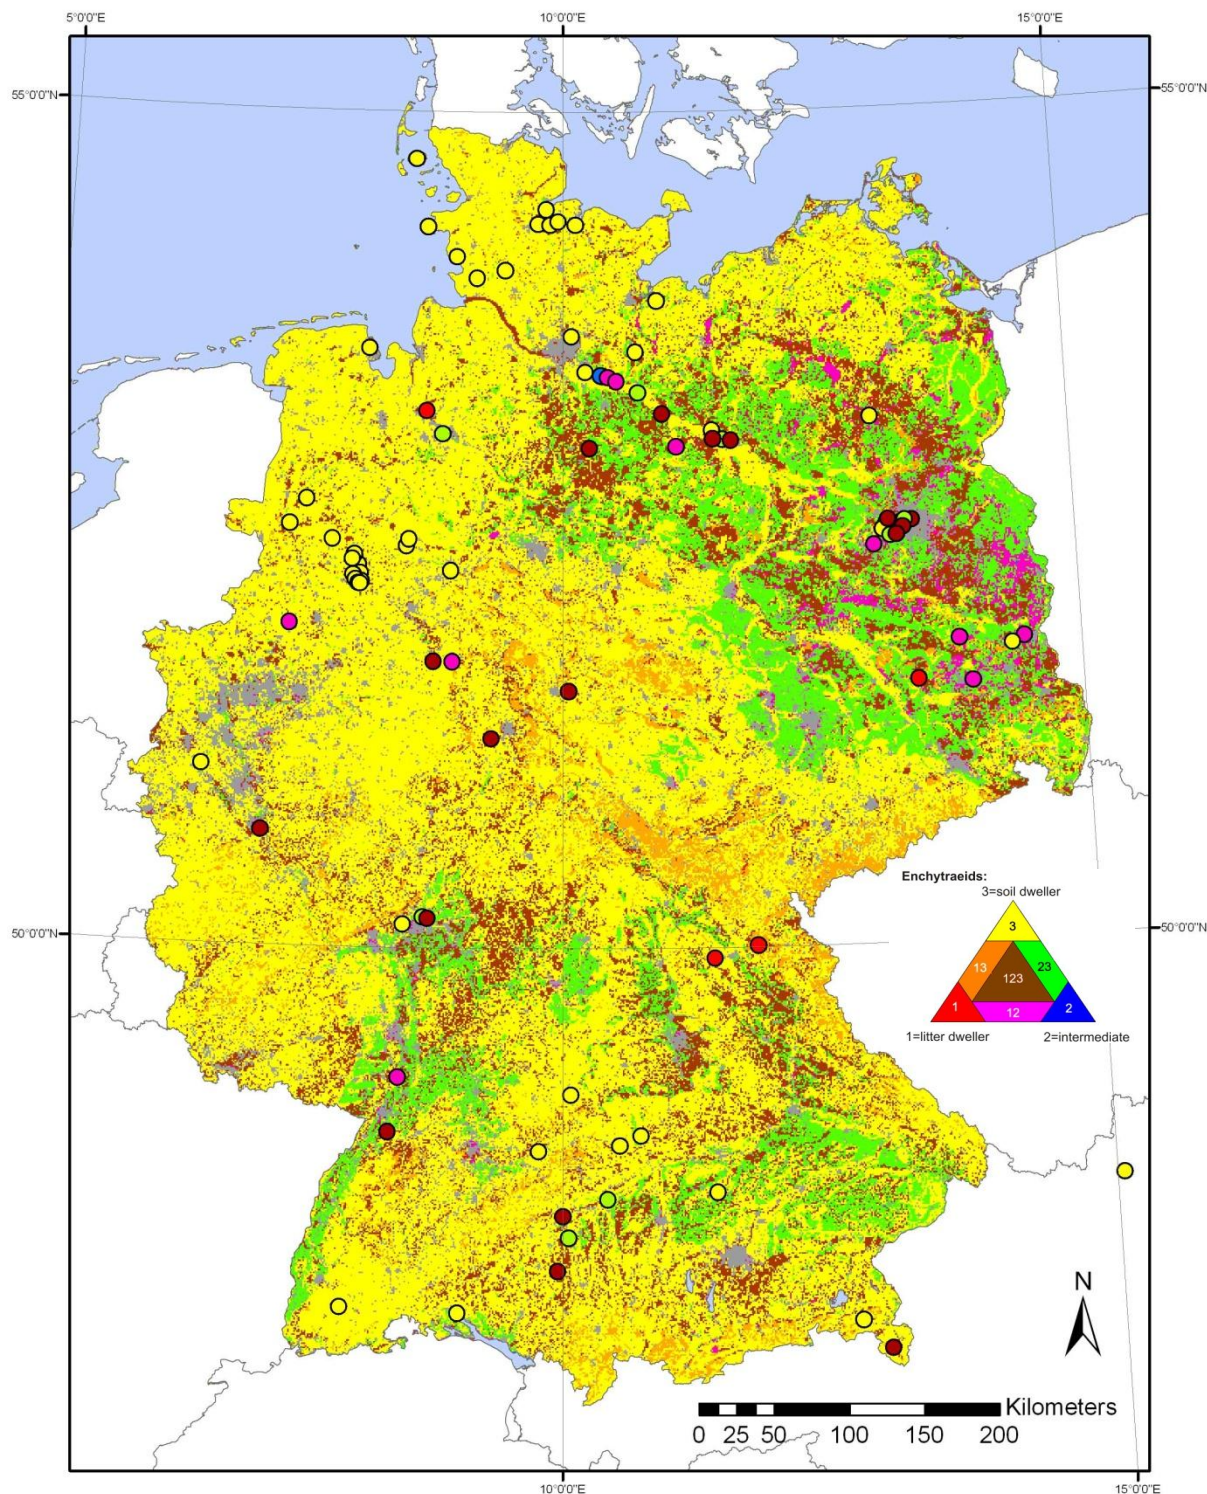 5°0'0"E 10°0'0"E 15°0'0"E
55°0'0"N 55°0'0"N
Enchytraeids:
3=soil dweller
3
13 23
123
1 12 2
1=litter dweller 2=intermediate
50°0'0"N 50°0'0"N
N
Kilometers
0 25 50 100 150 200
10°0'0"E 15°0'0"E